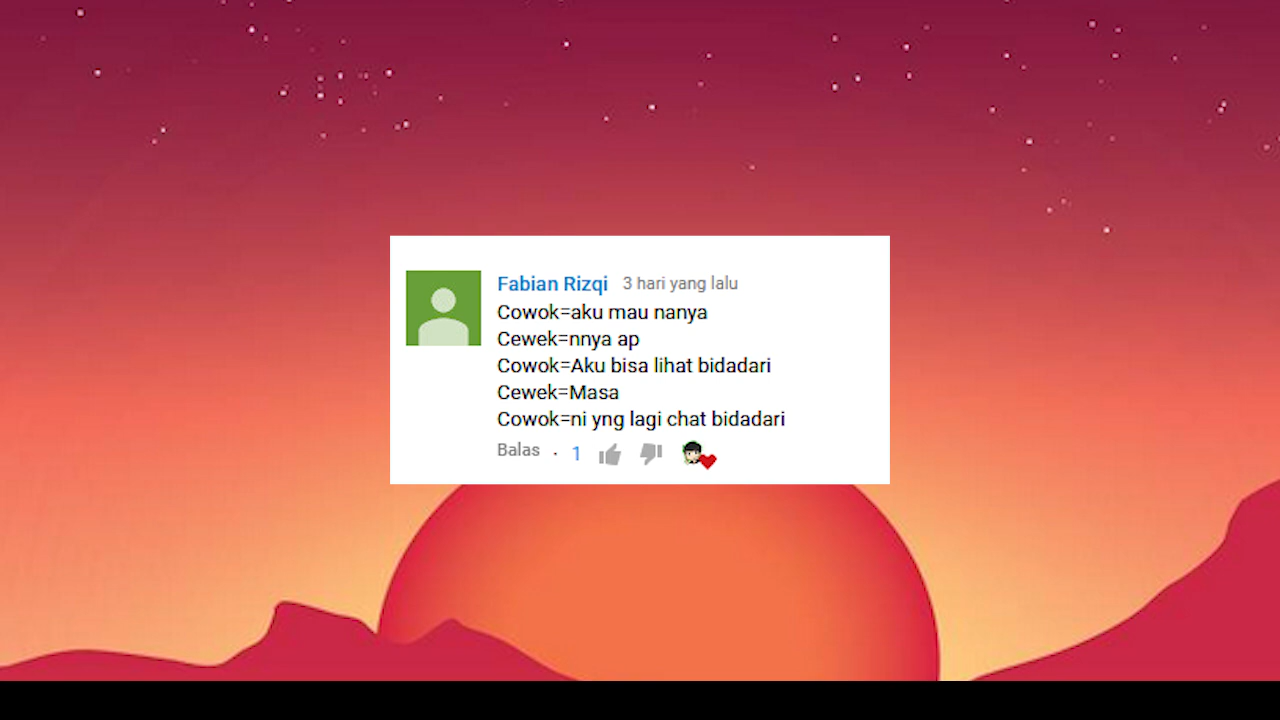 Fabian Rizqi 3 hari yang lalu
Cowok=aku mau nanya
Cewek=nnya ap
Cowok=Aku bisa lihat bidadari
Cewek=Masa
Cowok=ni yng lagi chat bidadari
Balas · 1